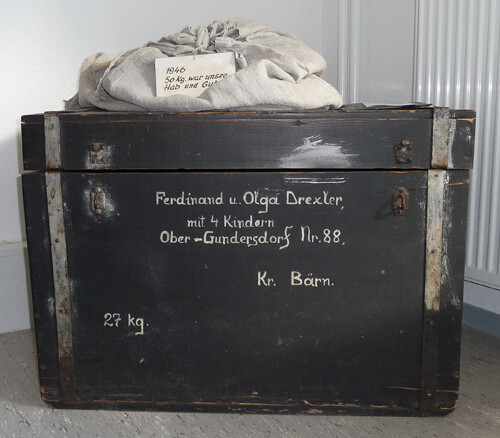 1946
50 kg. war unser
Hab und Gut
Ferdinand u. Olga Drexler,
mit 4 Kindern
Ober-Gundersdorf Nr. 88,
Kr. Bärn.
27 kg.